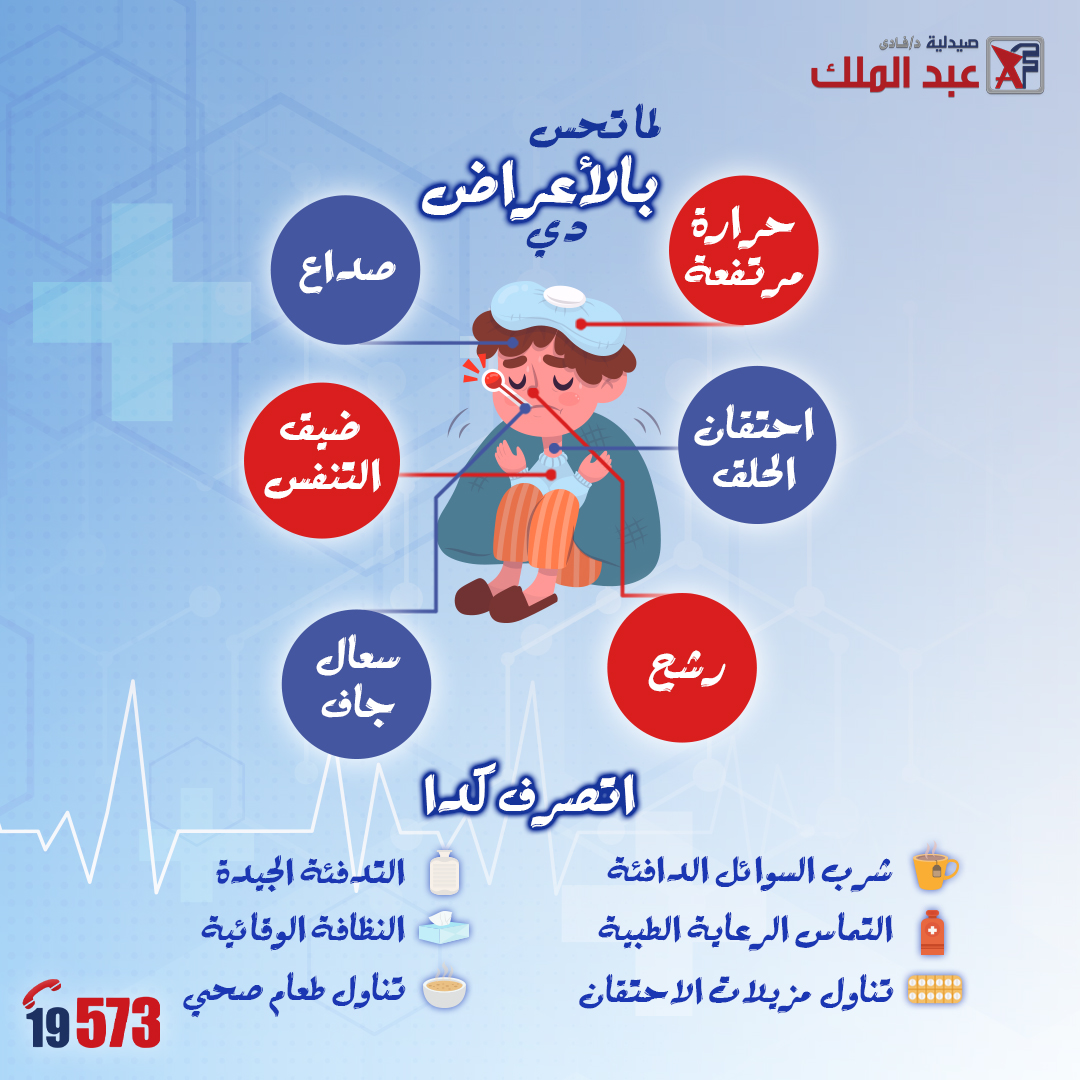 صيدلية د/فادى
عبد الملك
لما تحس
بالأعراض
دي
حرارة
مرتفعة
صداع
احتقان
الحلق
ضيق
التنفس
رشح
سعال
جاف
اتصرف كدا
شرب السوائل الدافئة
التدفئة الجيدة
التماس الرعاية الطبية
النظافة الوقائية
تناول مزيلات الاحتقان
تناول طعام صحي
19573